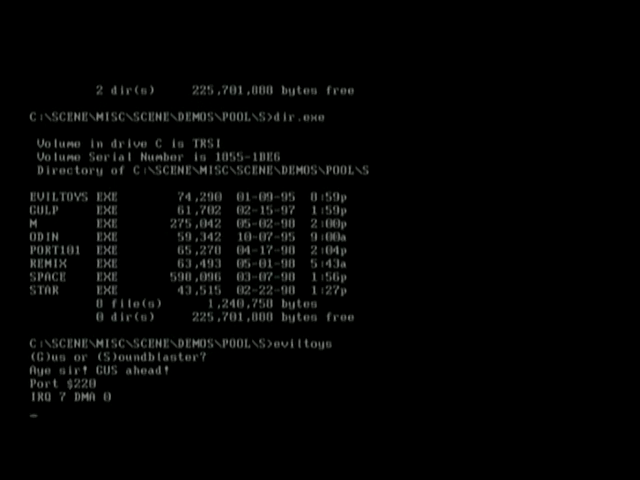 2 dir(s) 225,701,888 bytes free
C:\SCENE\MISC\SCENE\DEMOS\POOL\S>dir.exe
Volume in drive C is TRSI
Volume Serial Number is 1855-1BE6
Directory of C:\SCENE\MISC\SCENE\DEMOS\POOL\S
EVILTOYS EXE 74,290 01-09-95 8:59p
GULP EXE 61,702 02-15-97 1:59p
M EXE 275,042 05-02-98 2:00p
ODIN EXE 59,342 10-07-95 9:00a
PORT101 EXE 65,278 04-17-98 2:04p
REMIX EXE 63,493 05-01-98 5:43a
SPACE EXE 598,096 03-07-98 1:56p
STAR EXE 43,515 02-22-98 1:27p
8 file(s) 1,240,758 bytes
0 dir(s) 225,701,888 bytes free
C:\SCENE\MISC\SCENE\DEMOS\POOL\S>eviltoys
(G)us or (S)oundblaster?
Aye sir! GUS ahead!
Port $220
IRQ 7 DMA 0
_